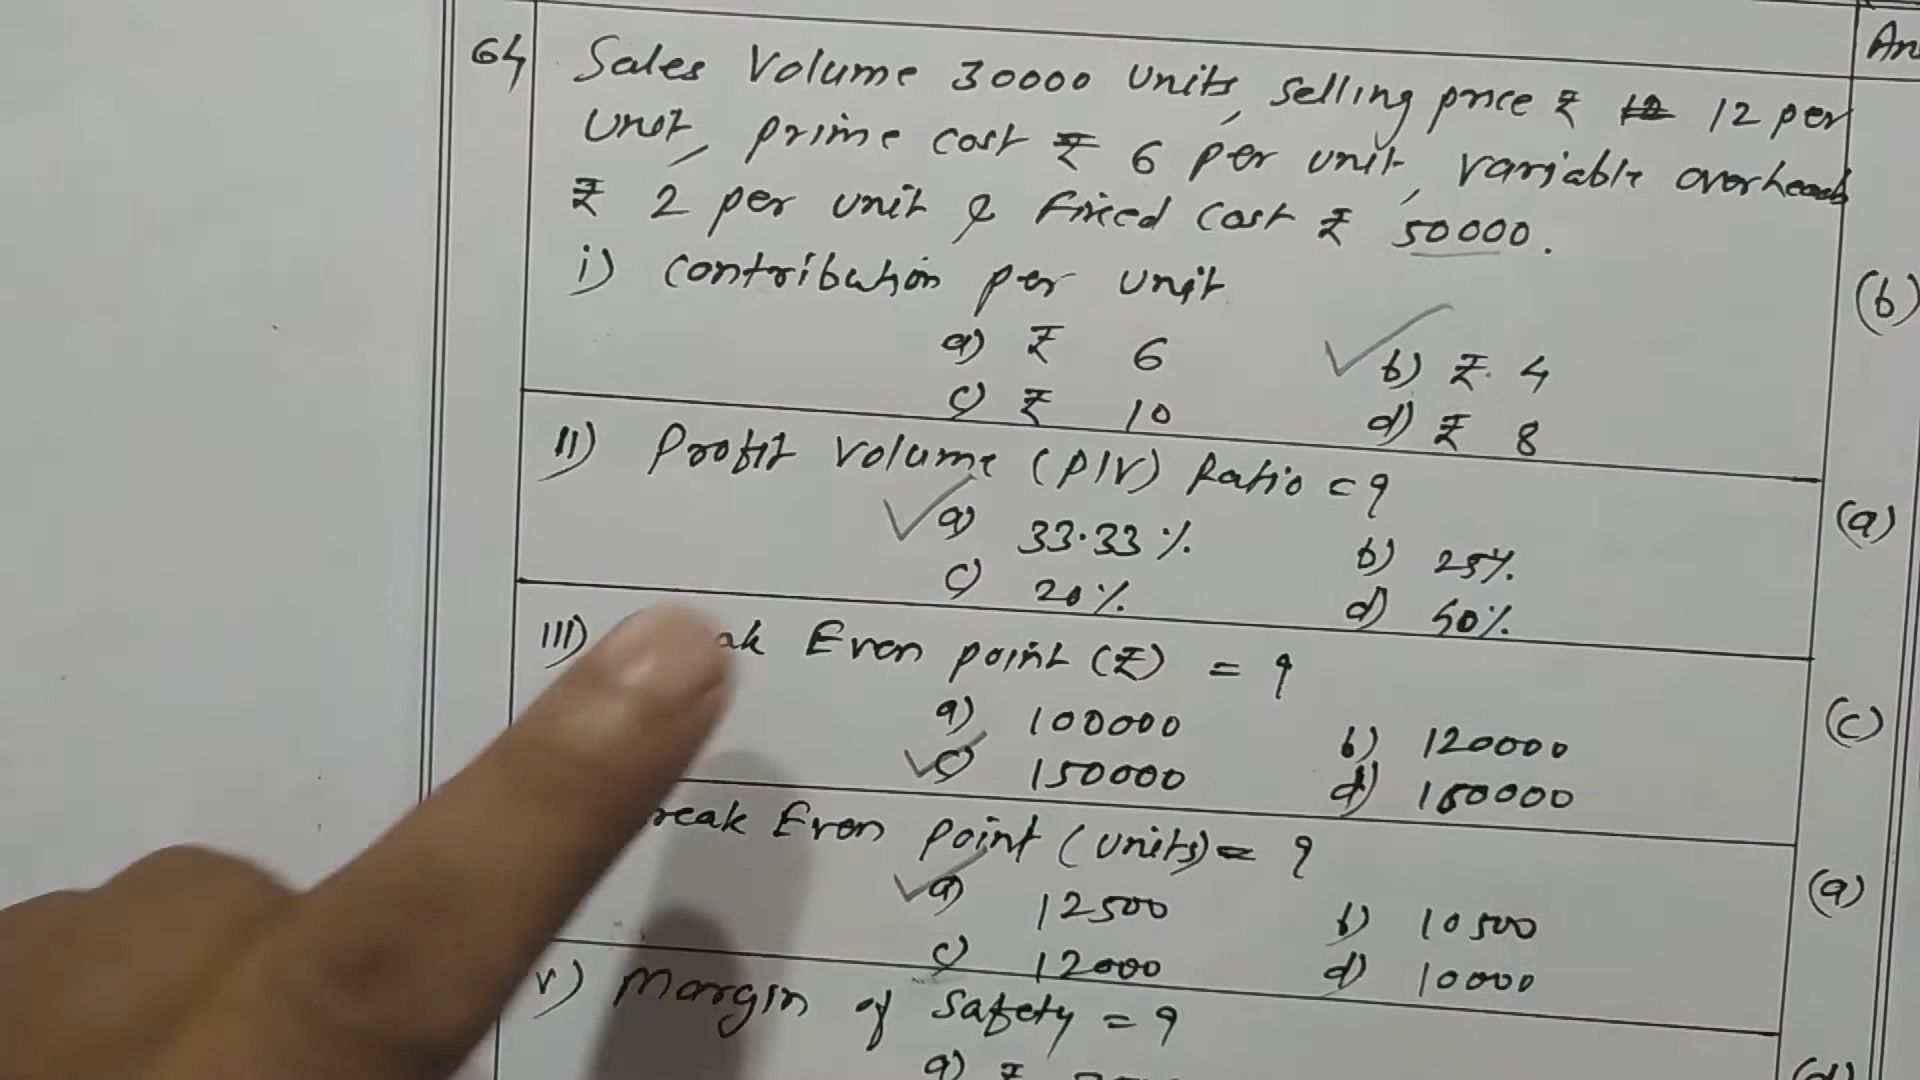 An
64 Sales Volume 30000 units, selling price ₹ 12 per
unit, prime cost ₹ 6 per unit, variable overheads
₹ 2 per unit & fixed cost ₹ 50000.
i) Contribution per unit
(b)
a) ₹ 6 b) ₹. 4
c) ₹ 10 d) ₹ 8
II) Profit Volume (P/V) Ratio = ?
(a)
a) 33.33 % b) 25%
c) 20% d) 50%
III) ak Even point (₹) = ?
(c)
a) 100000 b) 120000
c) 150000 d) 180000
reak Even point (units) = ?
(a)
a) 12500 b) 10500
c) 12000 d) 10000
v) Margin of Safety = ?
a) ₹
(d)